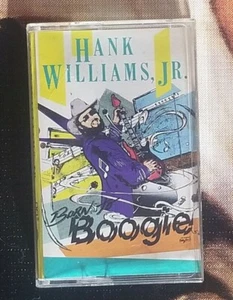 HANK
WILLIAMS, JR.
BORN TO
Boogie